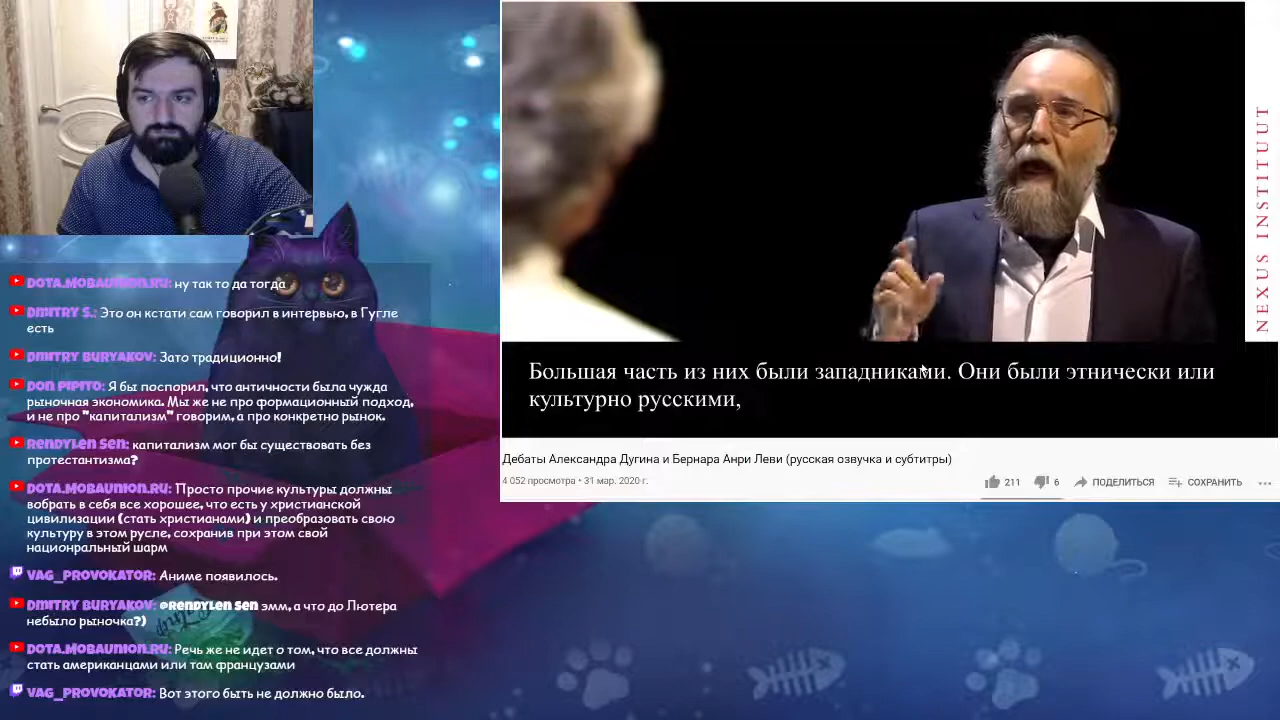 DOTA.MOBAUNION.RU: ну так то да тогда
DMITRY S.: Это он кстати сам говорил в интервью, в Гугле
есть
DMITRY BURYAKOV: Зато традиционно!
DON PIPITO: Я бы поспорил, что античности была чужда
рыночная экономика. Мы же не про формационный подход,
и не про "капитализм" говорим, а про конкретно рынок.
RENDYLEN SEN: капитализм мог бы существовать без
протестантизма?
DOTA.MOBAUNION.RU: Просто прочие культуры должны
вобрать в себя все хорошее, что есть у христианской
цивилизации (стать христианами) и преобразовать свою
культуру в этом русле, сохранив при этом свой
национральный шарм
VAG_PROVOKATOR: Аниме появилось.
DMITRY BURYAKOV: @RENDYLEN SEN эмм, а что до Лютера
небыло рыночка?)
DOTA.MOBAUNION.RU: Речь же не идет о том, что все должны
стать американцами или там французами
VAG_PROVOKATOR: Вот этого быть не должно было.
NEXUS INSTITUUT
Большая часть из них были западниками. Они были этнически или
культурно русскими,
Дебаты Александра Дугина и Бернара Анри Леви (русская озвучка и субтитры)
4 052 просмотра • 31 мар. 2020 г.
211
6
ПОДЕЛИТЬСЯ
СОХРАНИТЬ